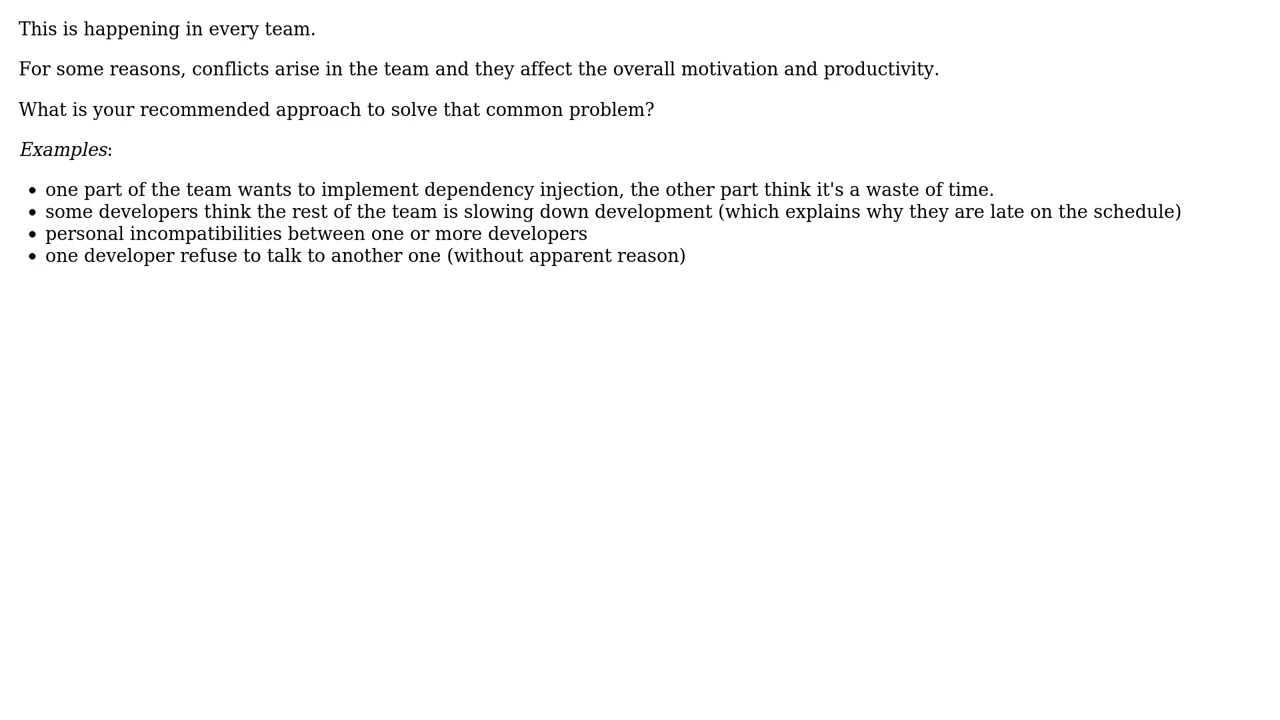 This is happening in every team.
For some reasons, conflicts arise in the team and they affect the overall motivation and productivity.
What is your recommended approach to solve that common problem?
Examples:
• one part of the team wants to implement dependency injection, the other part think it's a waste of time.
• some developers think the rest of the team is slowing down development (which explains why they are late on the schedule)
• personal incompatibilities between one or more developers
• one developer refuse to talk to another one (without apparent reason)